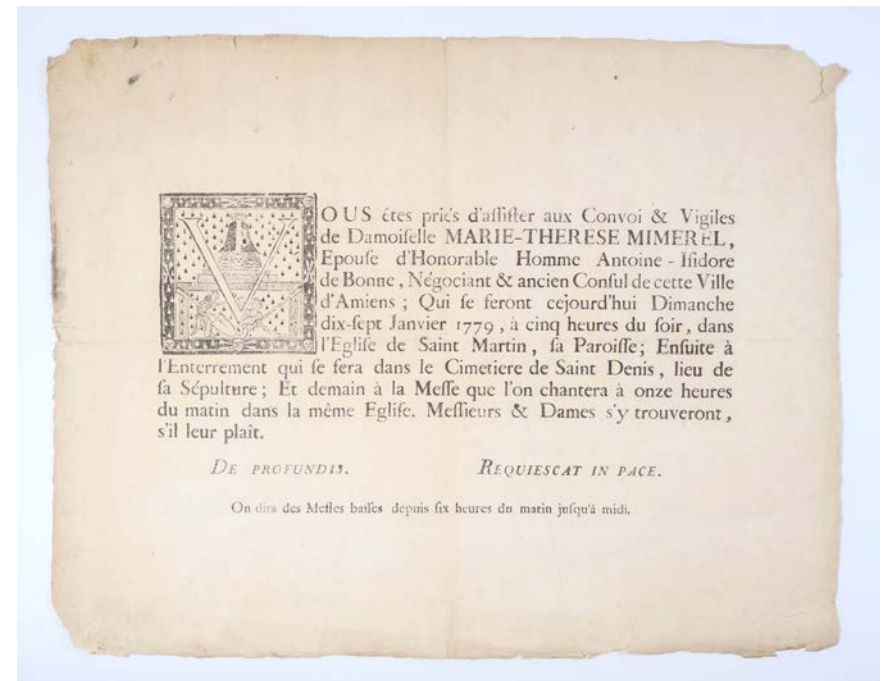 VOUS étes priés d'aſſiſter aux Convoi & Vigiles
de Damoiſelle MARIE-THERESE MIMEREL,
Epouſe d'Honorable Homme Antoine - Iſidore
de Bonne, Négociant & ancien Conſul de cette Ville
d'Amiens ; Qui ſe feront cejourd'hui Dimanche
dix-ſept Janvier 1779, à cinq heures du ſoir, dans
l'Egliſe de Saint Martin, ſa Paroiſſe; Enſuite à
l'Enterrement qui ſe fera dans le Cimetiere de Saint Denis, lieu de
ſa Sépulture; Et demain à la Meſſe que l'on chantera à onze heures
du matin dans la même Egliſe. Meſſieurs & Dames s'y trouveront,
s'il leur plaît.
DE PROFUNDIS. REQUIESCAT IN PACE.
On dira des Meſſes baſſes depuis ſix heures du matin juſqu'à midi.